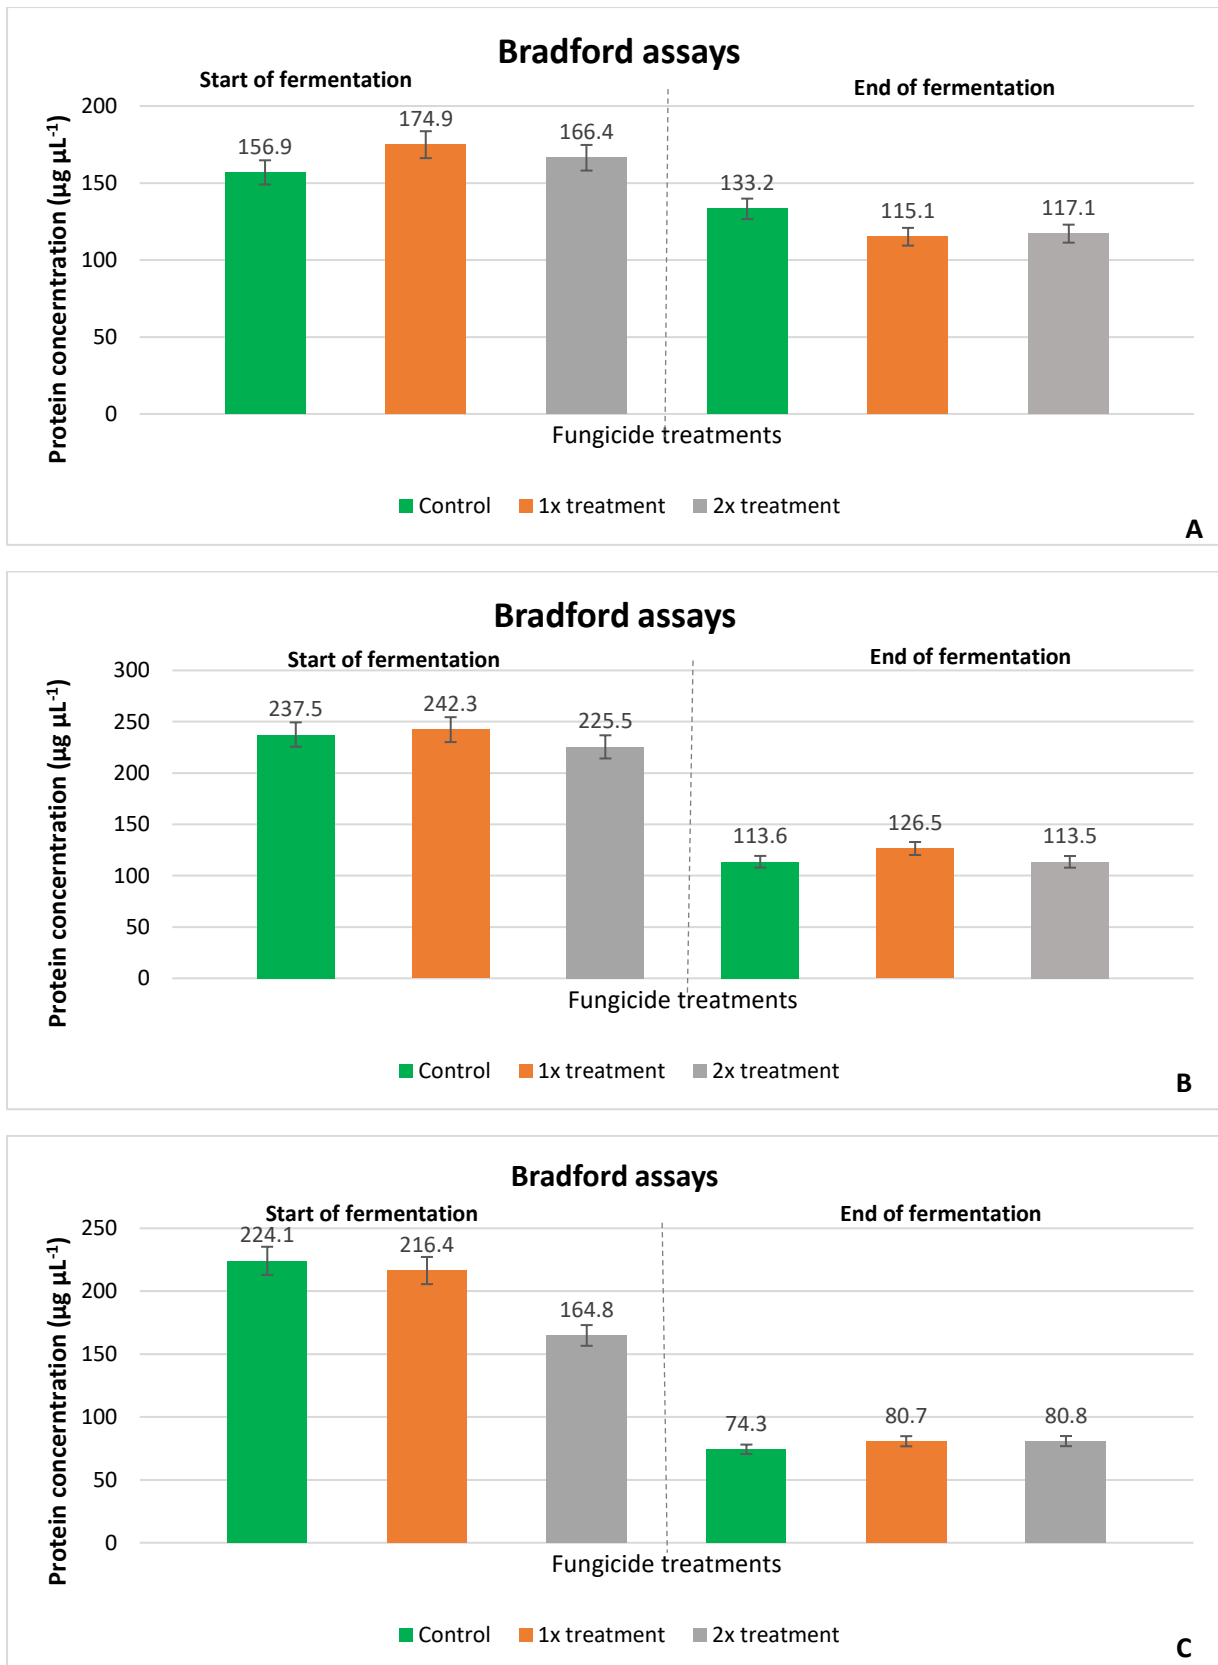 Bradford assays
Start of fermentation
End of fermentation
Protein concerntration (µg µL⁻¹)
200
150
100
50
0
156.9
174.9
166.4
133.2
115.1
117.1
Fungicide treatments
Control 1x treatment 2x treatment
A
Bradford assays
Start of fermentation
End of fermentation
Protein concerntration (µg µL⁻¹)
300
250
200
150
100
50
0
237.5
242.3
225.5
113.6
126.5
113.5
Fungicide treatments
Control 1x treatment 2x treatment
B
Bradford assays
Start of fermentation
End of fermentation
Protein concerntration (µg µL⁻¹)
250
200
150
100
50
0
224.1
216.4
164.8
74.3
80.7
80.8
Fungicide treatments
Control 1x treatment 2x treatment
C